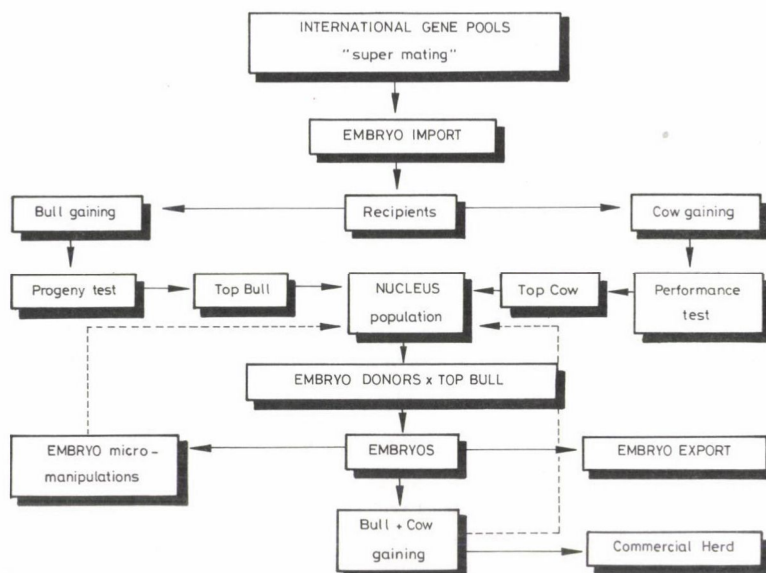 INTERNATIONAL GENE POOLS
"super mating"
EMBRYO IMPORT
Bull gaining
Recipients
Cow gaining
Progeny test
Top Bull
NUCLEUS
population
Top Cow
Performance
test
EMBRYO DONORS x TOP BULL
EMBRYO micro-
manipulations
EMBRYOS
EMBRYO EXPORT
Bull + Cow
gaining
Commercial Herd